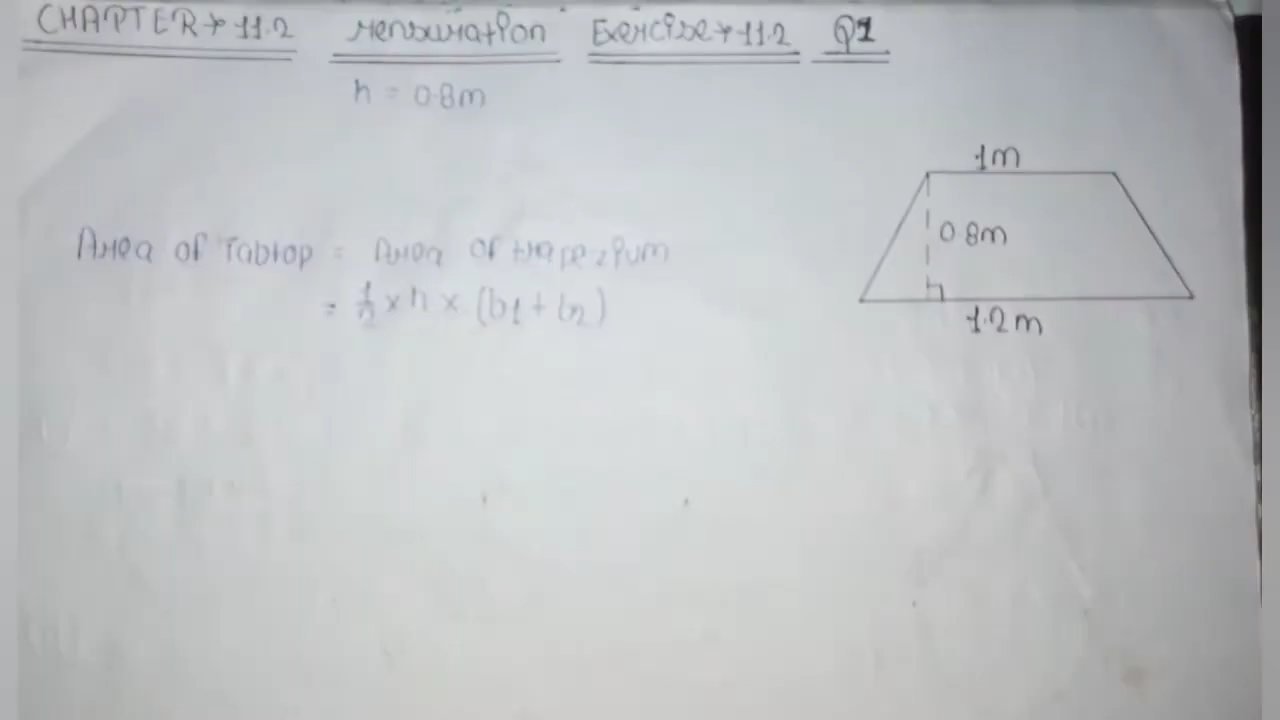 CHAPTER → 11.2 Mensuration Exercise → 11.2 Q1
h = 0.8m
1m
Area of Tabtop = Area of trapezium
0.8m
= 1/2 × h × (b1 + b2)
1.2m